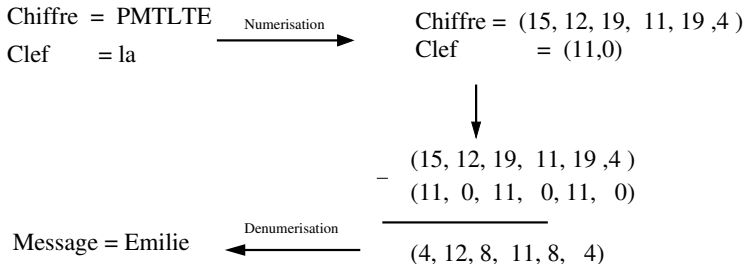 Chiffre = PMTLTE
Clef = la
Numerisation
Chiffre = (15, 12, 19, 11, 19 ,4 )
Clef = (11,0)
(15, 12, 19, 11, 19 ,4 )
–
(11, 0, 11, 0, 11, 0)
Message = Emilie
Denumerisation
(4, 12, 8, 11, 8, 4)